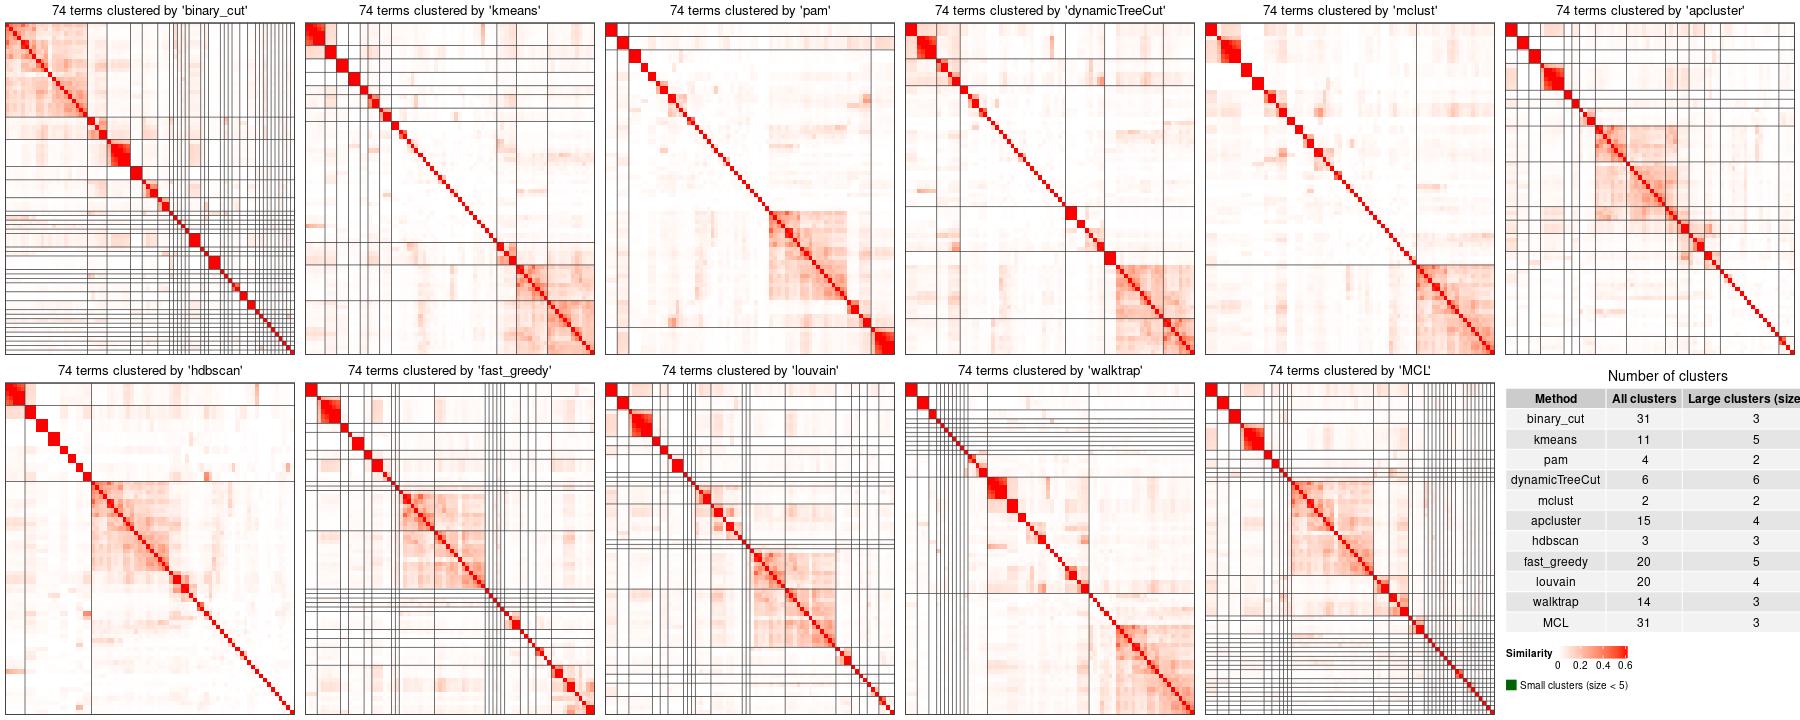 74 terms clustered by 'binary_cut'
74 terms clustered by 'kmeans'
74 terms clustered by 'pam'
74 terms clustered by 'dynamicTreeCut'
74 terms clustered by 'mclust'
74 terms clustered by 'apcluster'
74 terms clustered by 'hdbscan'
74 terms clustered by 'fast_greedy'
74 terms clustered by 'louvain'
74 terms clustered by 'walktrap'
74 terms clustered by 'MCL'
Number of clusters
Method All clusters Large clusters (size
binary_cut 31 3
kmeans 11 5
pam 4 2
dynamicTreeCut 6 6
mclust 2 2
apcluster 15 4
hdbscan 3 3
fast_greedy 20 5
louvain 20 4
walktrap 14 3
MCL 31 3
Similarity
0 0.2 0.4 0.6
Small clusters (size < 5)